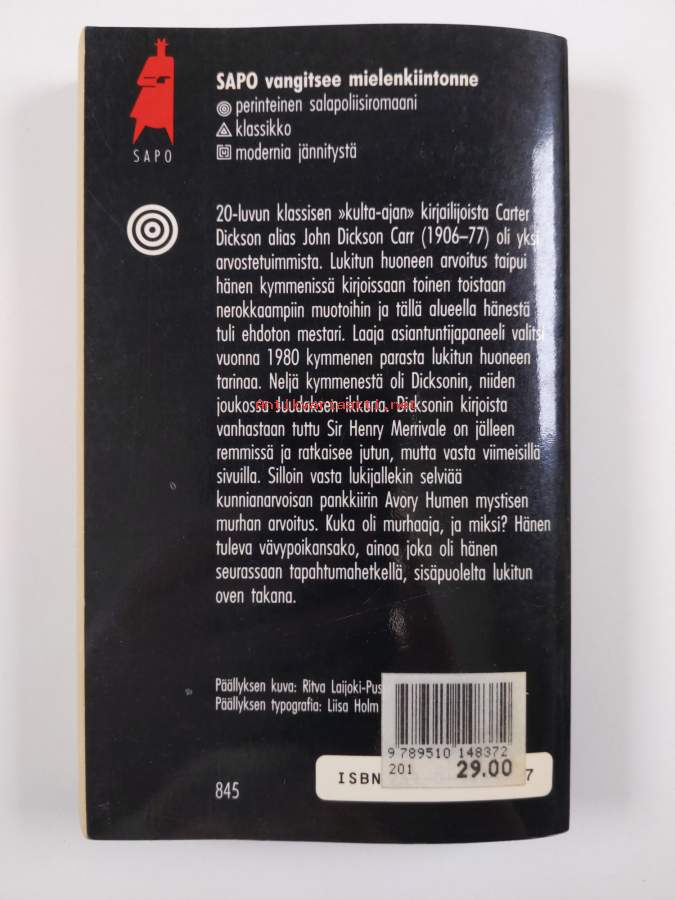 SAPO
SAPO vangitsee mielenkiintonne
perinteinen salapoliisiromaani
klassikko
modernia jännitystä
20-luvun klassisen »kulta-ajan» kirjailijoista Carter
Dickson alias John Dickson Carr (1906–77) oli yksi
arvostetuimmista. Lukitun huoneen arvoitus taipui
hänen kymmenissä kirjoissaan toinen toistaan
nerokkaampiin muotoihin ja tällä alueella hänestä
tuli ehdoton mestari. Laaja asiantuntijapaneeli valitsi
vuonna 1980 kymmenen parasta lukitun huoneen
tarinaa. Neljä kymmenestä oli Dicksonin, niiden
joukossa Juudaksen ikkuna. Dicksonin kirjoista
vanhastaan tuttu Sir Henry Merrivale on jälleen
remmissä ja ratkaisee jutun, mutta vasta viimeisillä
sivuilla. Silloin vasta lukijallekin selviää
kunnianarvoisan pankkiirin Avory Humen mystisen
murhan arvoitus. Kuka oli murhaaja, ja miksi? Hänen
tuleva vävypoikansako, ainoa joka oli hänen
seurassaan tapahtumahetkellä, sisäpuolelta lukitun
oven takana.
Päällyksen kuva: Ritva Laijoki-Pus
Päällyksen typografia: Liisa Holm
9 789510 148372
201 29.00
ISBN 7
845